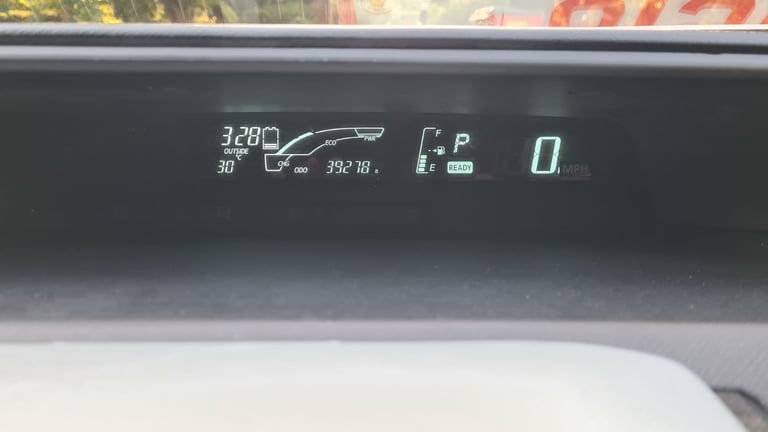 3:28
OUTSIDE
°C
30
CHG
ECO
PWR
ODO 39278
F
E
P
READY
0
MPH